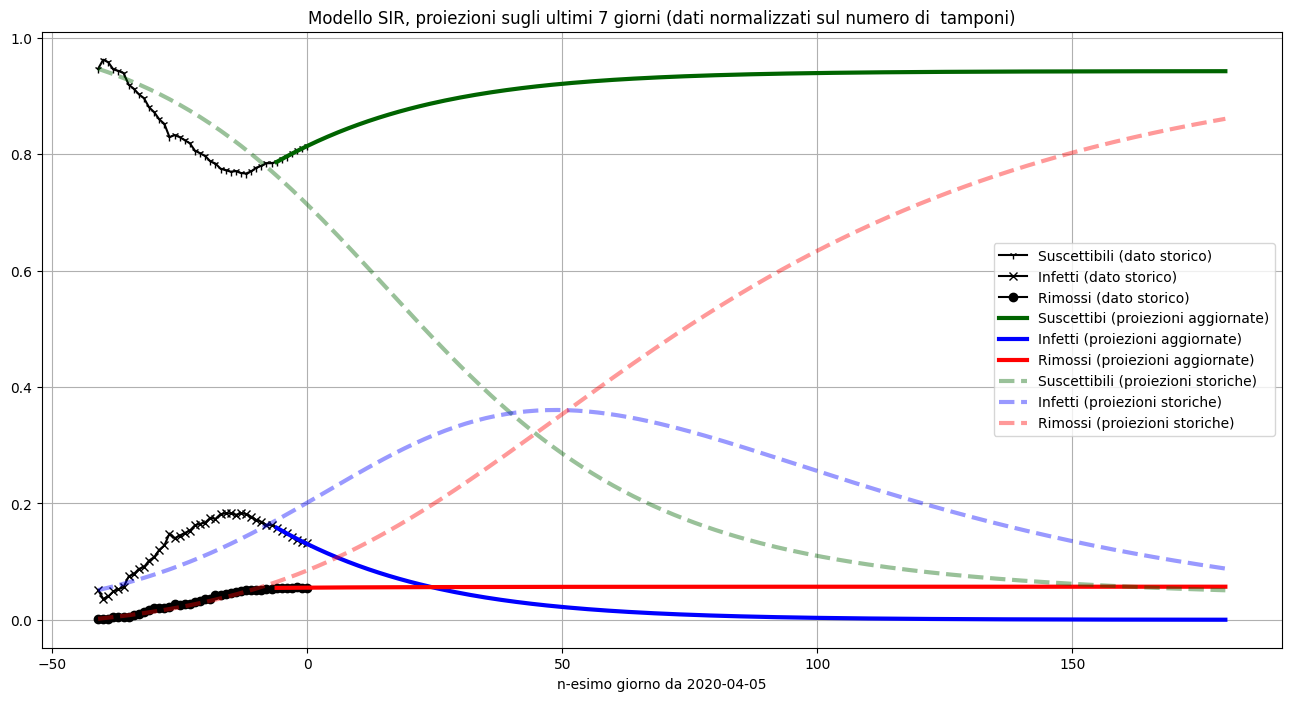 Modello SIR, proiezioni sugli ultimi 7 giorni (dati normalizzati sul numero di  tamponi)
1.0
0.8
0.6
0.4
0.2
0.0
Suscettibili (dato storico)
Infetti (dato storico)
Rimossi (dato storico)
Suscettibi (proiezioni aggiornate)
Infetti (proiezioni aggiornate)
Rimossi (proiezioni aggiornate)
Suscettibili (proiezioni storiche)
Infetti (proiezioni storiche)
Rimossi (proiezioni storiche)
−50 0 50 100 150
n-esimo giorno da 2020-04-05